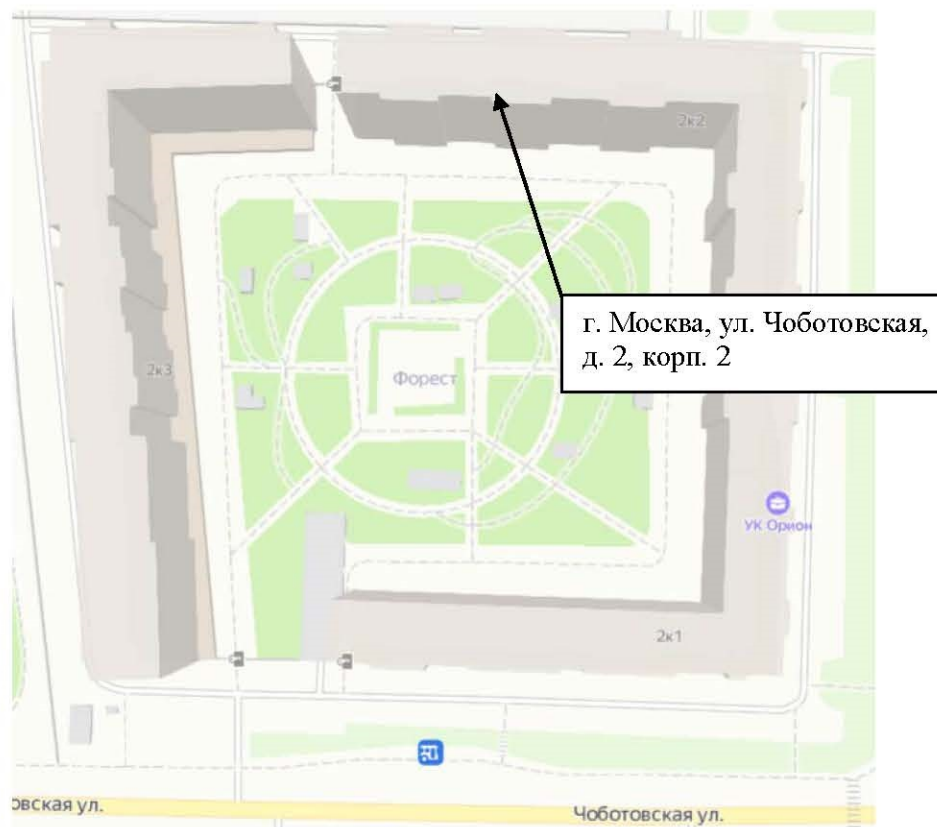 2к2
г. Москва, ул. Чоботовская,
д. 2, корп. 2
2к3
Форест
УК Орион
2к1
овская ул.
Чоботовская ул.